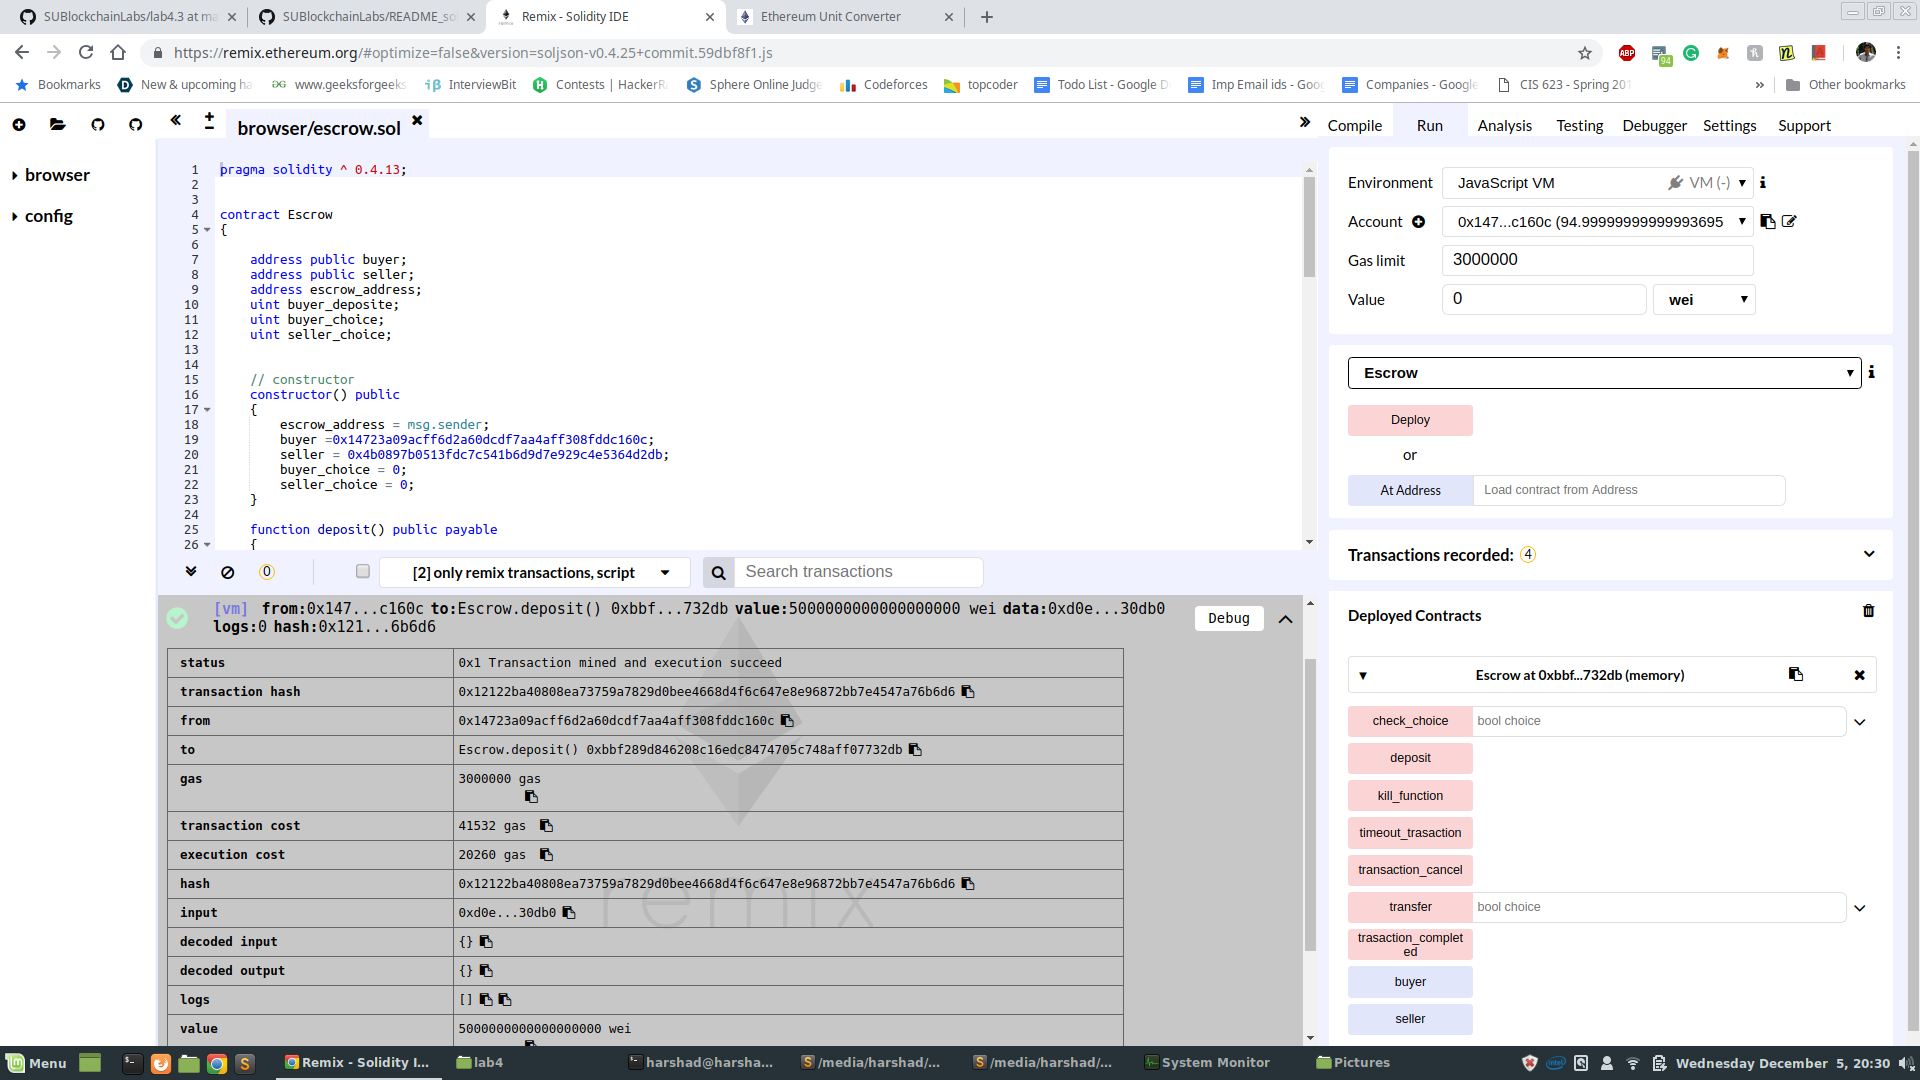 SUBlockchainLabs/lab4.3 at ma
SUBlockchainLabs/README_so
Remix - Solidity IDE
Ethereum Unit Converter
https://remix.ethereum.org/#optimize=false&version=soljson-v0.4.25+commit.59dbf8f1.js
ABP
94
Bookmarks
New & upcoming ha
www.geeksforgeeks
InterviewBit
Contests | HackerR
Sphere Online Judge
Codeforces
topcoder
Todo List - Google D
Imp Email ids - Goog
Companies - Google
CIS 623 - Spring 201
Other bookmarks
browser/escrow.sol
browser
config
1 pragma solidity ^ 0.4.13;
2
3
4 contract Escrow
5 {
6
7 address public buyer;
8 address public seller;
9 address escrow_address;
10 uint buyer_deposite;
11 uint buyer_choice;
12 uint seller_choice;
13
14
15 // constructor
16 constructor() public
17 {
18 escrow_address = msg.sender;
19 buyer =0x14723a09acff6d2a60dcdf7aa4aff308fddc160c;
20 seller = 0x4b0897b0513fdc7c541b6d9d7e929c4e5364d2db;
21 buyer_choice = 0;
22 seller_choice = 0;
23 }
24
25 function deposit() public payable
26 {
0
[2] only remix transactions, script
Search transactions
[vm] from:0x147...c160c to:Escrow.deposit() 0xbbf...732db value:5000000000000000000 wei data:0xd0e...30db0
logs:0 hash:0x121...6b6d6
Debug
status 0x1 Transaction mined and execution succeed
transaction hash 0x12122ba40808ea73759a7829d0bee4668d4f6c647e8e96872bb7e4547a76b6d6
from 0x14723a09acff6d2a60dcdf7aa4aff308fddc160c
to Escrow.deposit() 0xbbf289d846208c16edc8474705c748aff07732db
gas 3000000 gas
transaction cost 41532 gas
execution cost 20260 gas
hash 0x12122ba40808ea73759a7829d0bee4668d4f6c647e8e96872bb7e4547a76b6d6
input 0xd0e...30db0
decoded input {}
decoded output {}
logs []
value 5000000000000000000 wei
remix
Compile
Run
Analysis
Testing
Debugger
Settings
Support
Environment JavaScript VM VM (-)
Account 0x147...c160c (94.99999999999993695
Gas limit 3000000
Value 0 wei
Escrow
Deploy
or
At Address Load contract from Address
Transactions recorded: 4
Deployed Contracts
Escrow at 0xbbf...732db (memory)
check_choice bool choice
deposit
kill_function
timeout_trasaction
transaction_cancel
transfer bool choice
trasaction_complet
ed
buyer
seller
Menu
Remix - Solidity I...
lab4
harshad@harsha...
/media/harshad/...
/media/harshad/...
System Monitor
Pictures
Wednesday December 5, 20:30